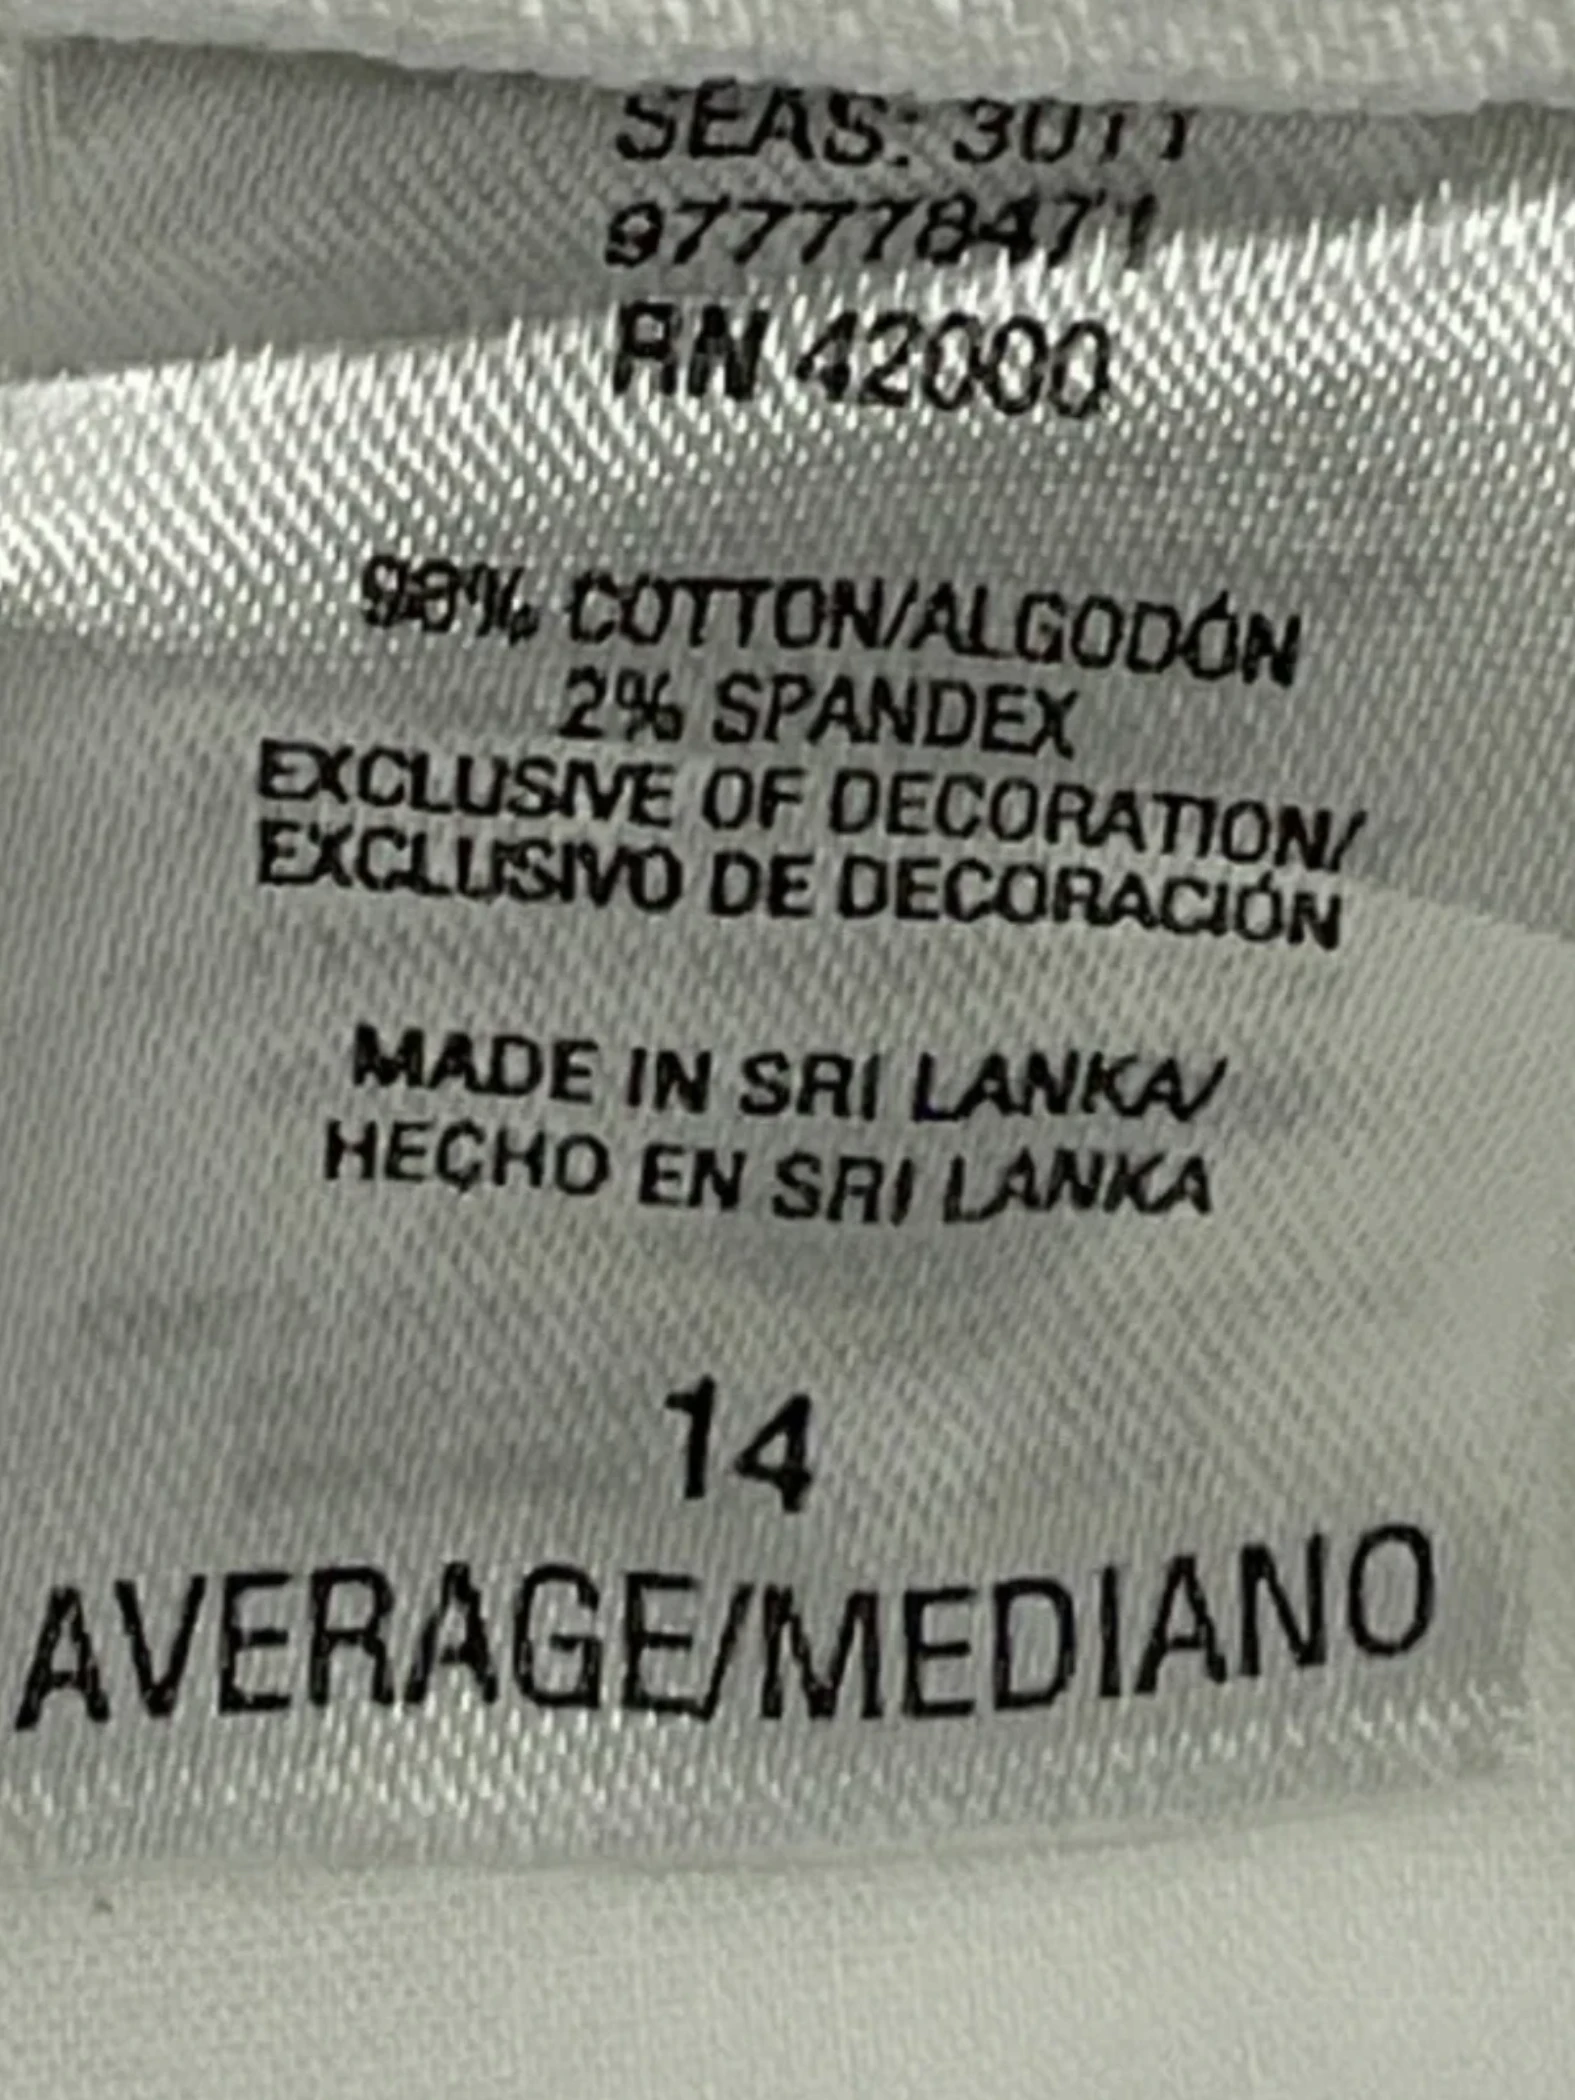 SEAS: 3011
977778471
RN 42000
98% COTTON/ALGODÓN
2% SPANDEX
EXCLUSIVE OF DECORATION/
EXCLUSIVO DE DECORACIÓN
MADE IN SRI LANKA/
HECHO EN SRI LANKA
14
AVERAGE/MEDIANO